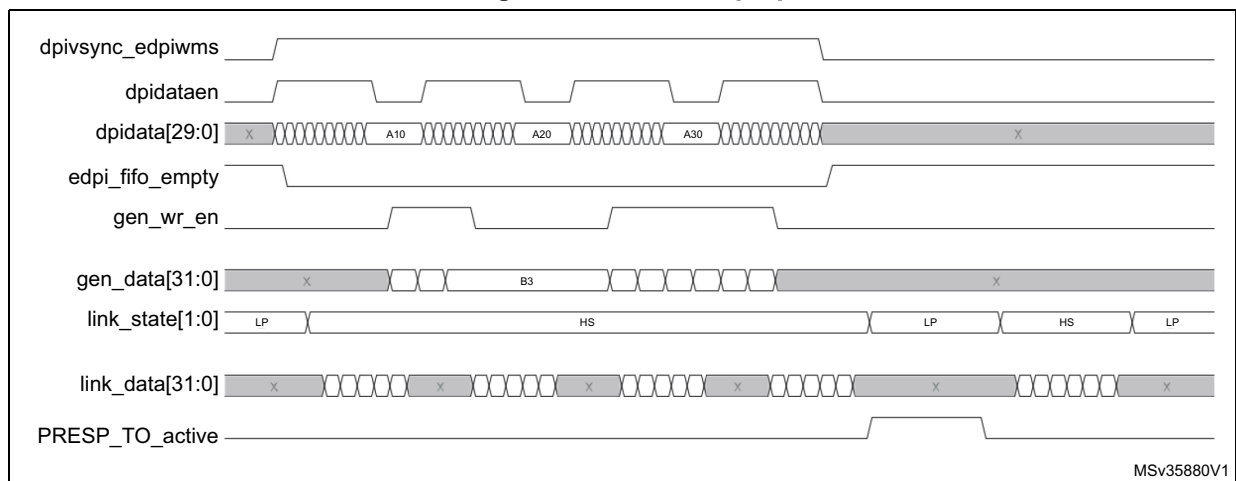 dpivsync_edpiwms
dpidataen
dpidata[29:0] X A10 A20 A30 X
edpi_fifo_empty
gen_wr_en
gen_data[31:0] X B3 X
link_state[1:0] LP HS LP HS LP
link_data[31:0] X X X X X X
PRESP_TO_active
MSv35880V1